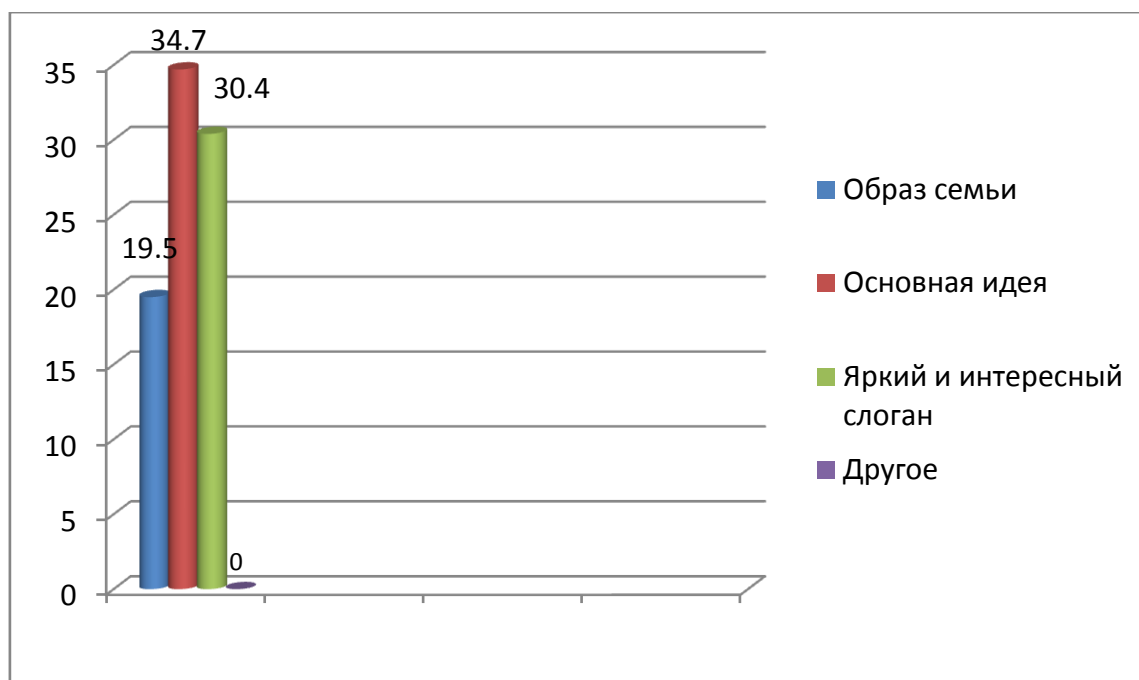 34.7
35
30.4
30
25
19.5
20
15
10
5
0
0
Образ семьи
Основная идея
Яркий и интересный
слоган
Другое